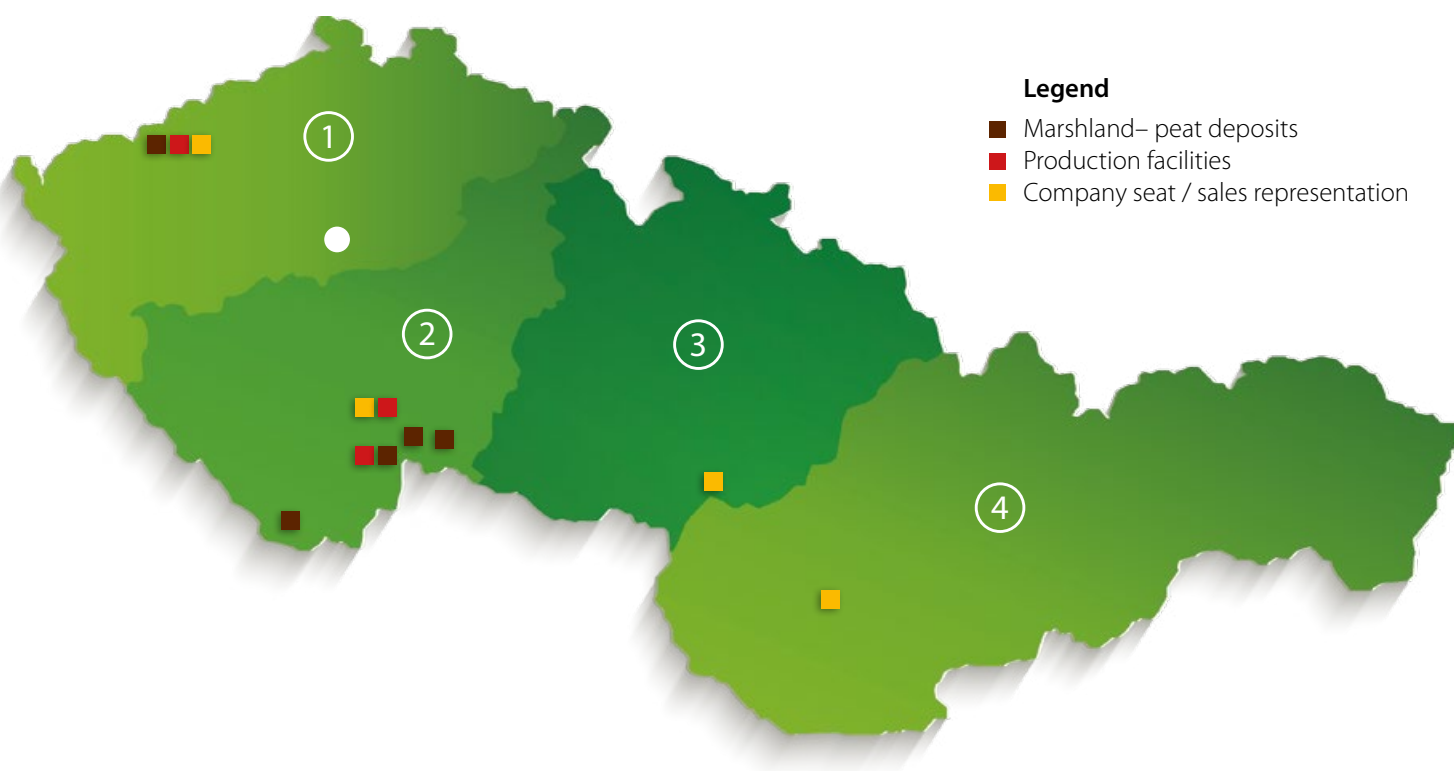 Legend
Marshland– peat deposits
Production facilities
Company seat / sales representation
1
2
3
4